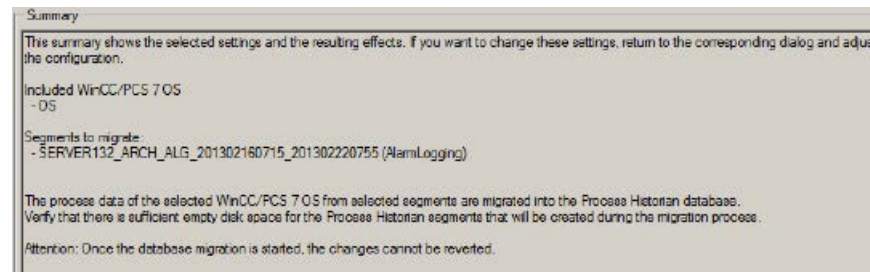 Summary
This summary shows the selected settings and the resulting effects. If you want to change these settings, return to the corresponding dialog and
the configuration.
Included WinCC/PCS 7 OS
- OS
Segments to migrate:
- SERVER132_ARCH_ALG_201302160715_201302220755 (AlarmLogging)
The process data of the selected WinCC/PCS 7 OS from selected segments are migrated into the Process Historian database.
Verify that there is sufficient empty disk space for the Process Historian segments that will be created during the migration process.
Attention: Once the database migration is started, the changes cannot be reverted.